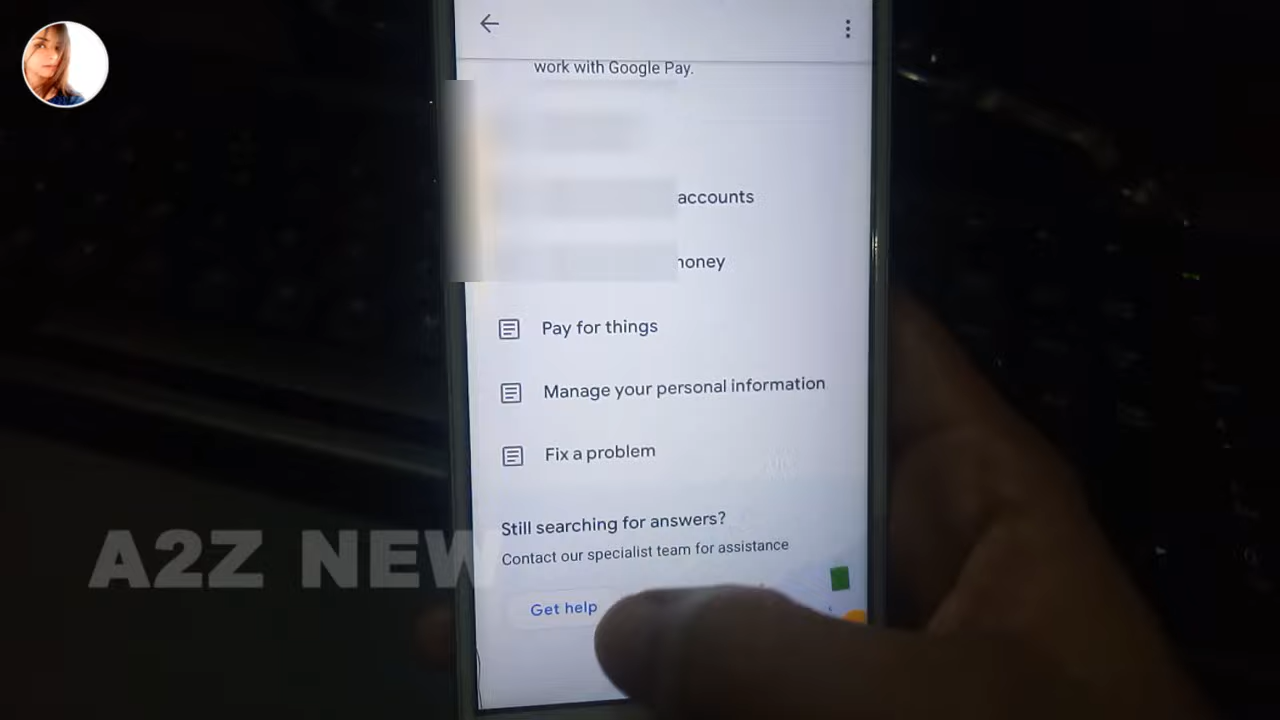 work with Google Pay.
accounts
Pay for things
Manage your personal information
Fix a problem
Still searching for answers?
Contact our specialist team for assistance
Get help
A2Z NEW